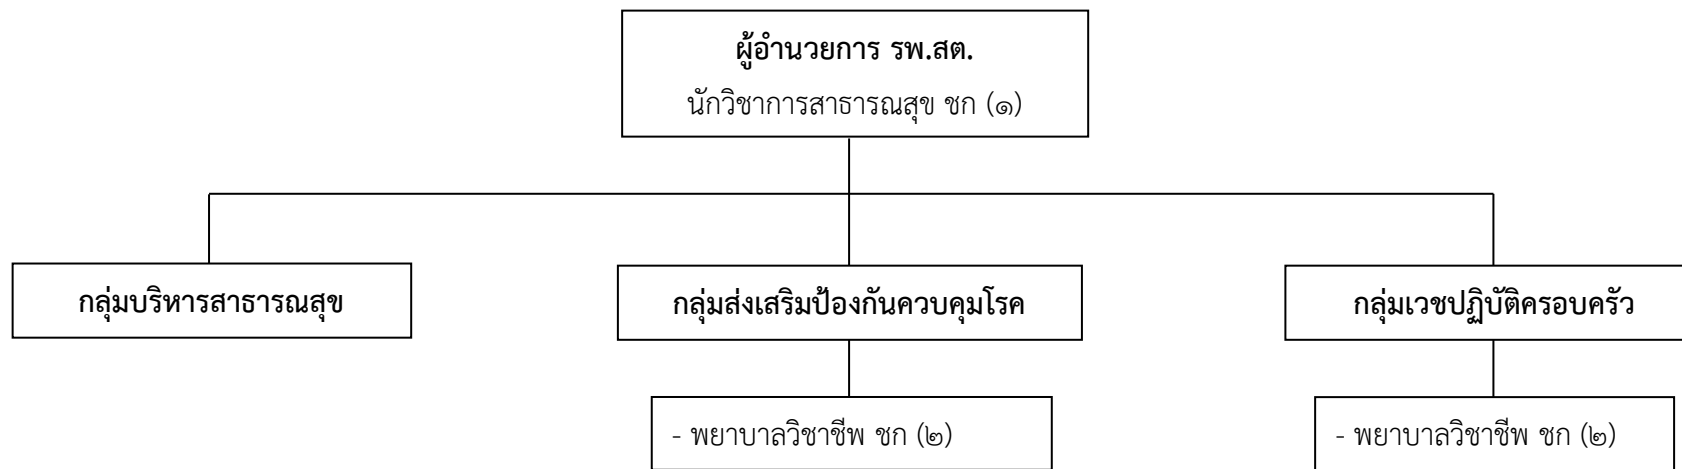 ผู้อำนวยการ รพ.สต.
นักวิชาการสาธารณสุข ชก (๑)
กลุ่มบริหารสาธารณสุข
กลุ่มส่งเสริมป้องกันควบคุมโรค
กลุ่มเวชปฏิบัติครอบครัว
- พยาบาลวิชาชีพ ชก (๒)
- พยาบาลวิชาชีพ ชก (๒)